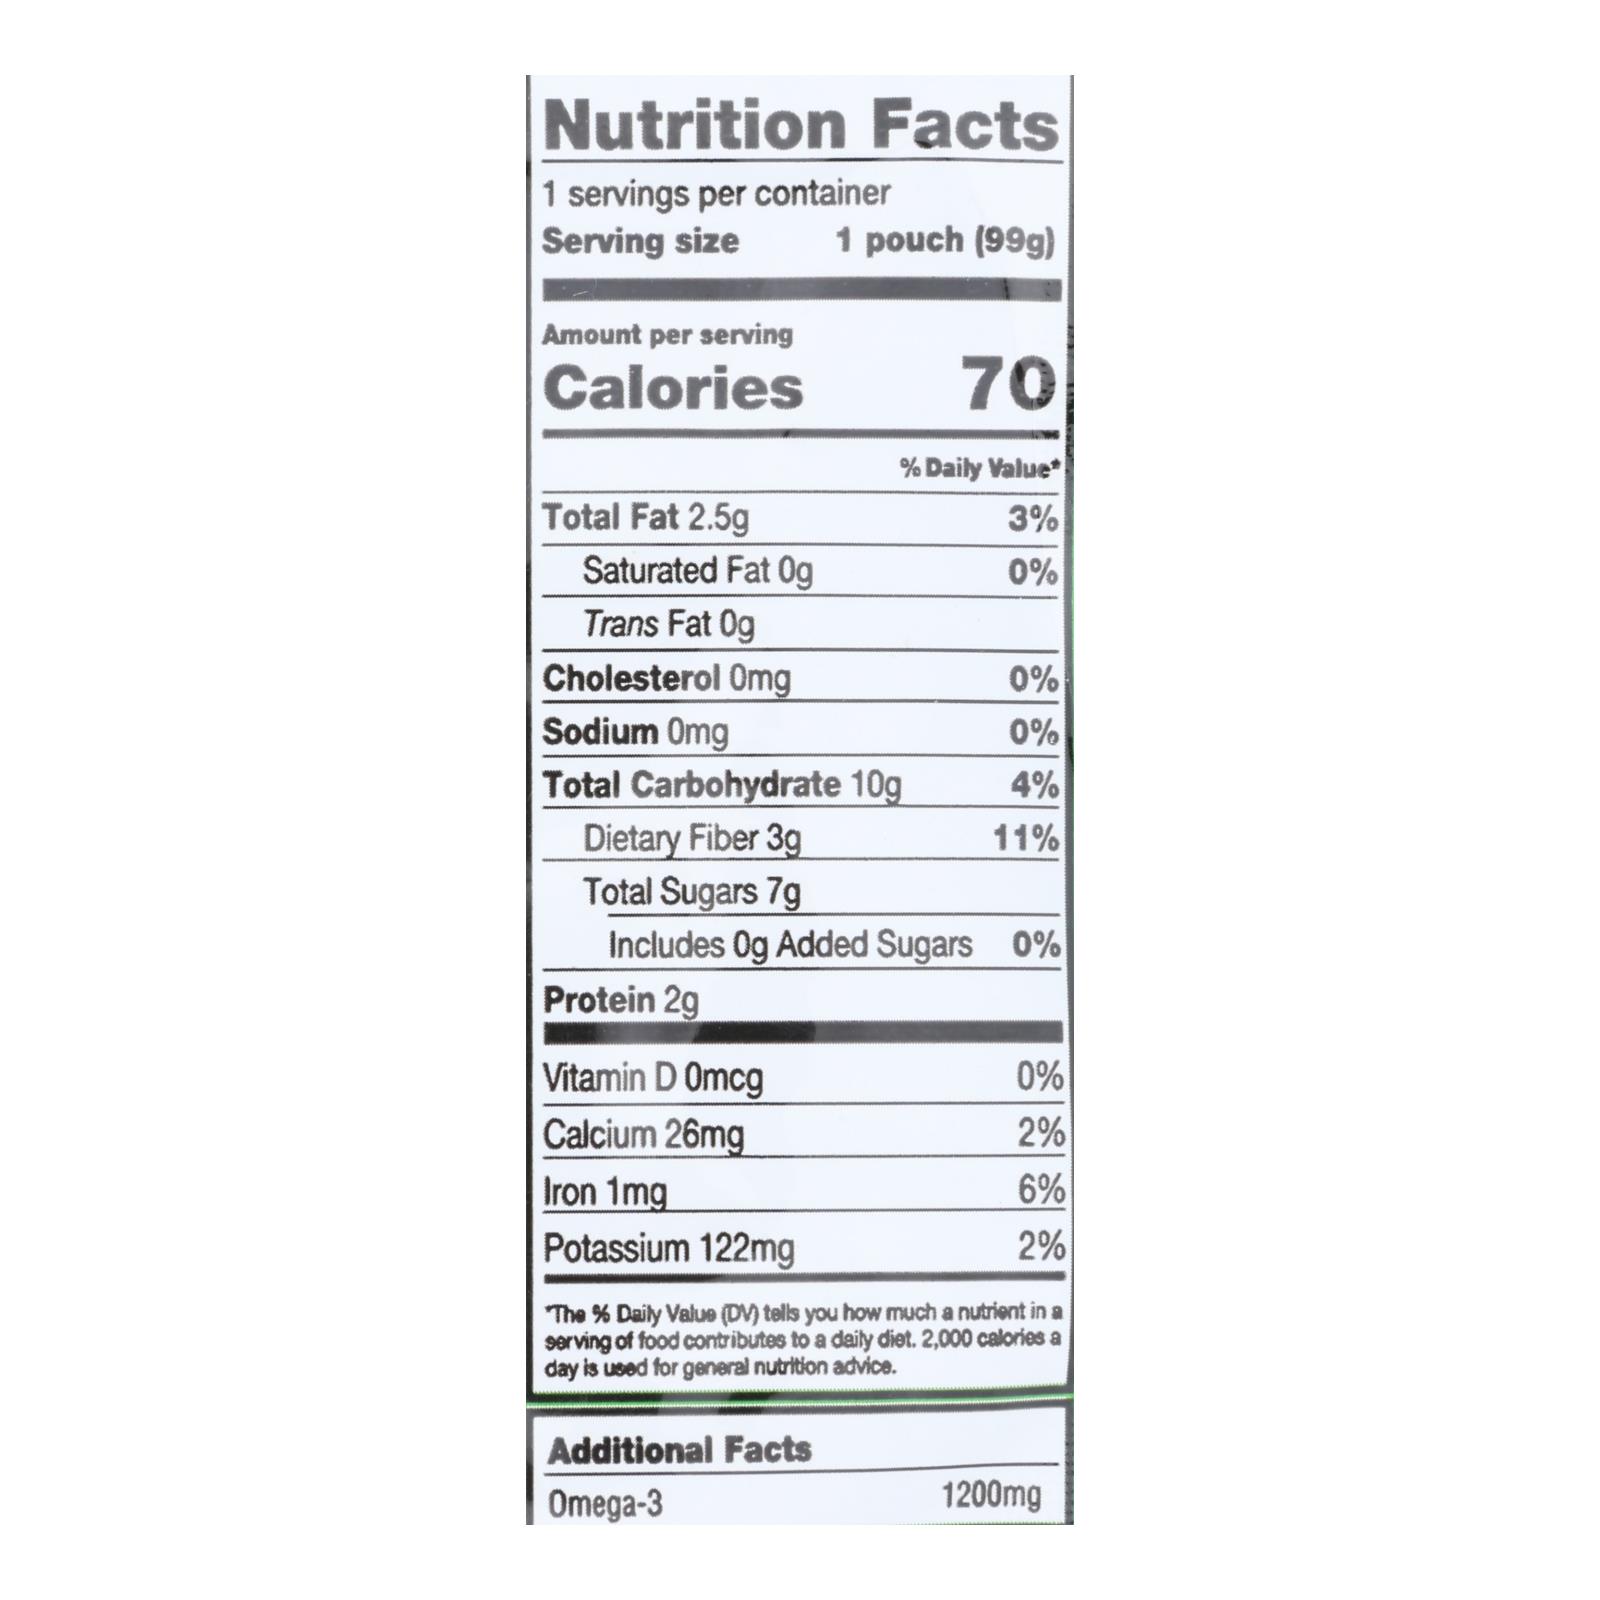 Nutrition Facts
1 servings per container
Serving size 1 pouch (99g)
Amount per serving
Calories 70
% Daily Value*
Total Fat 2.5g 3%
Saturated Fat 0g 0%
Trans Fat 0g
Cholesterol 0mg 0%
Sodium 0mg 0%
Total Carbohydrate 10g 4%
Dietary Fiber 3g 11%
Total Sugars 7g
Includes 0g Added Sugars 0%
Protein 2g
Vitamin D 0mcg 0%
Calcium 26mg 2%
Iron 1mg 6%
Potassium 122mg 2%
*The % Daily Value (DV) tells you how much a nutrient in a
serving of food contributes to a daily diet. 2,000 calories a
day is used for general nutrition advice.
Additional Facts
Omega-3 1200mg